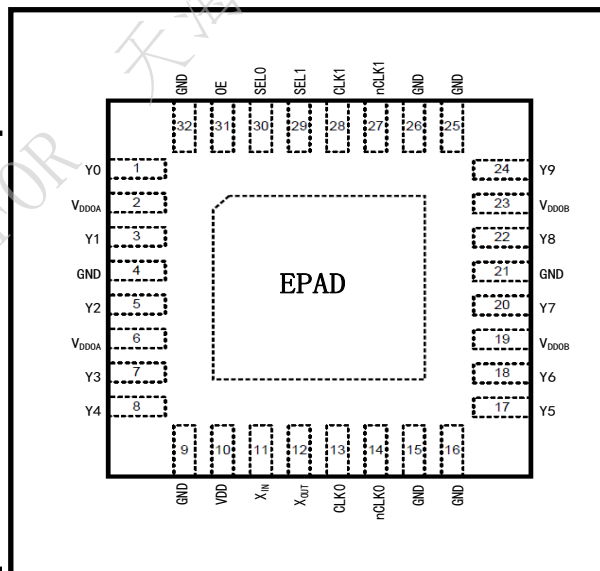 GND OE SEL0 SEL1 CLK1 nCLK1 GND GND
32 31 30 29 28 27 26 25
Y0 1 24 Y9
VDDOA 2 23 VDDOB
Y1 3 22 Y8
GND 4 21 GND
Y2 5 20 Y7
VDDOA 6 19 VDDOB
Y3 7 18 Y6
Y4 8 17 Y5
EPAD
9 10 11 12 13 14 15 16
GND VDD XIN XOUT CLK0 nCLK0 GND GND